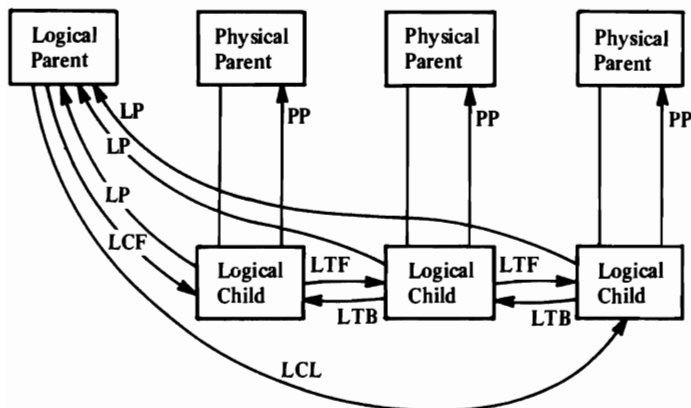 Logical
Parent
Physical
Parent
Physical
Parent
Physical
Parent
LP
PP
PP
PP
LP
LP
LCF
Logical
Child
LTF
Logical
Child
LTF
Logical
Child
LTB
LTB
LCL